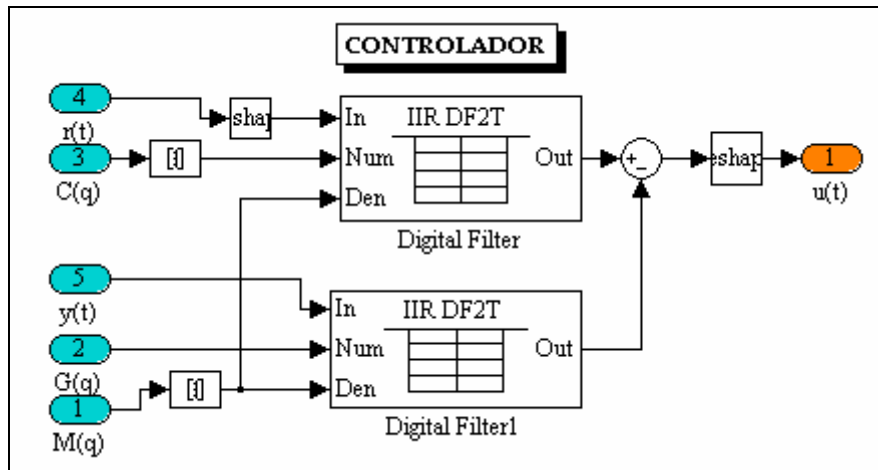 CONTROLADOR
4
r(t)
shap
In
IIR DF2T
3
C(q)
[:]
Num
Out
Den
+
-
eshap
1
u(t)
Digital Filter
5
y(t)
In
IIR DF2T
2
G(q)
Num
Out
1
M(q)
[:]
Den
Digital Filter1